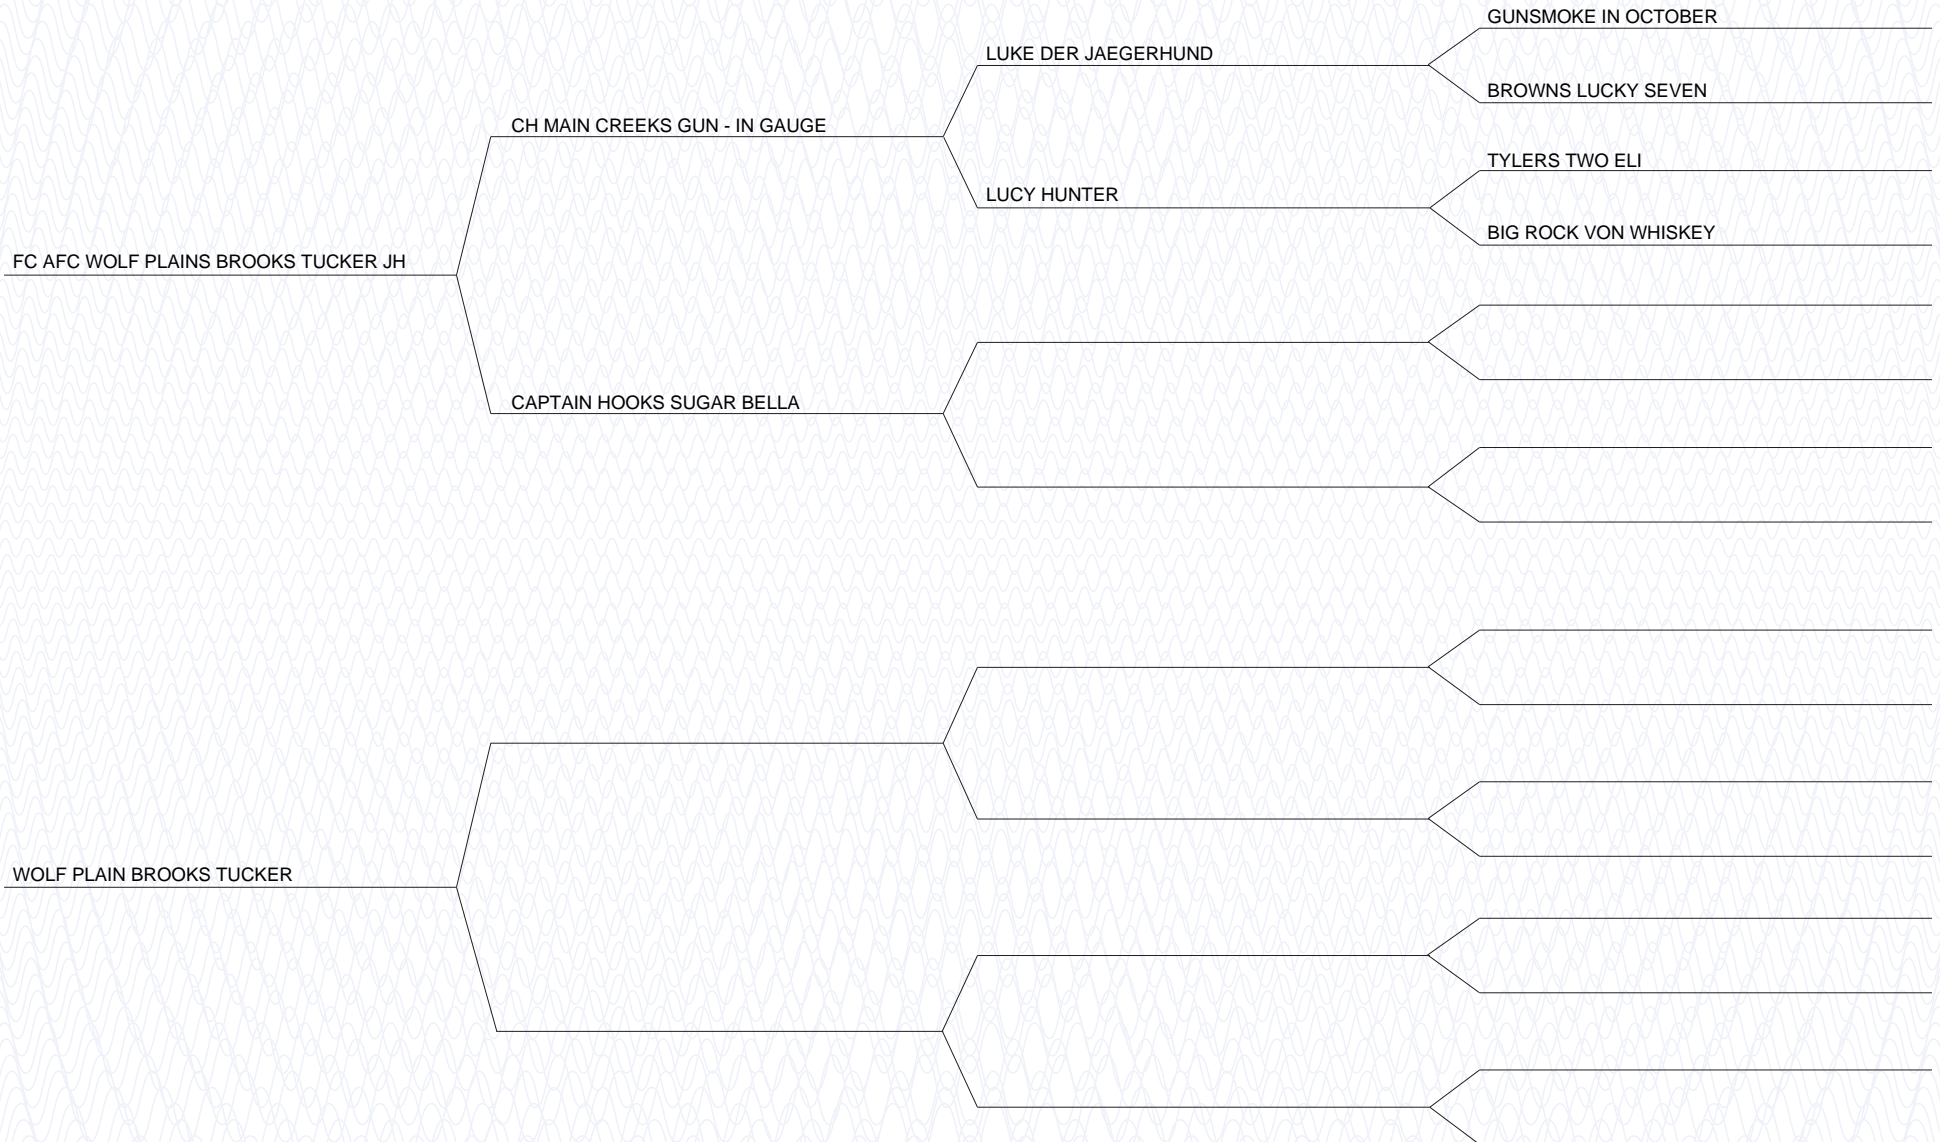 GUNSMOKE IN OCTOBER
LUKE DER JAEGERHUND
BROWNS LUCKY SEVEN
CH MAIN CREEKS GUN - IN GAUGE
TYLERS TWO ELI
LUCY HUNTER
BIG ROCK VON WHISKEY
FC AFC WOLF PLAINS BROOKS TUCKER JH
CAPTAIN HOOKS SUGAR BELLA
WOLF PLAIN BROOKS TUCKER